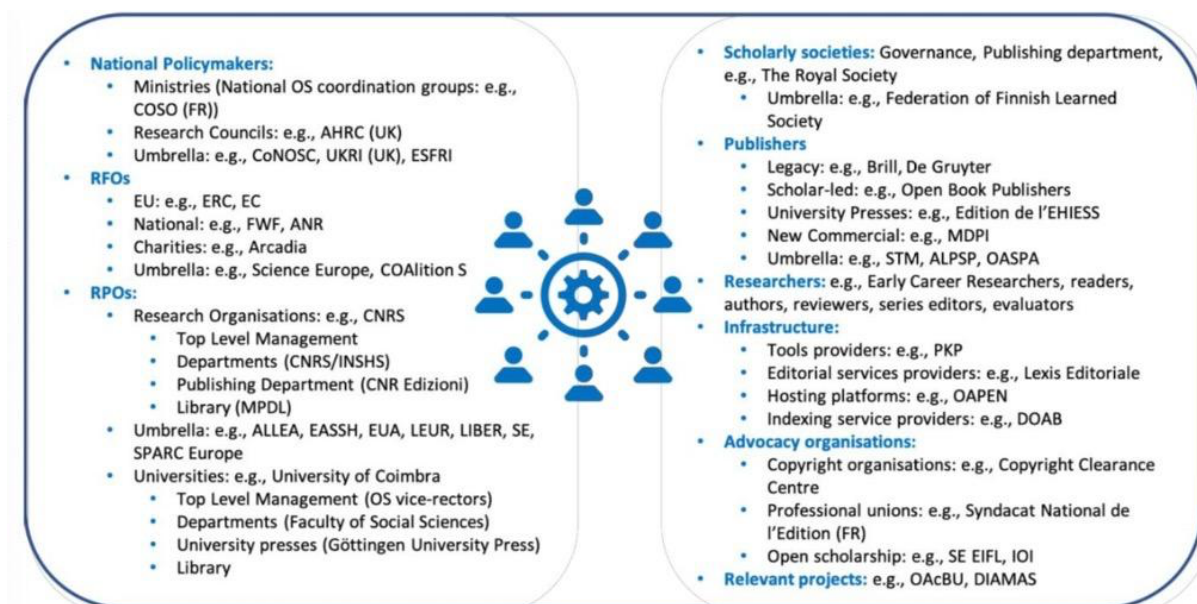 National Policymakers:
Ministries (National OS coordination groups: e.g.,
COSO (FR))
Research Councils: e.g., AHRC (UK)
Umbrella: e.g., CoNOSC, UKRI (UK), ESFRI
RFOs
EU: e.g., ERC, EC
National: e.g., FWF, ANR
Charities: e.g., Arcadia
Umbrella: e.g., Science Europe, COAlition S
RPOs:
Research Organisations: e.g., CNRS
Top Level Management
Departments (CNRS/INSHS)
Publishing Department (CNR Edizioni)
Library (MPDL)
Umbrella: e.g., ALLEA, EASSH, EUA, LEUR, LIBER, SE,
SPARC Europe
Universities: e.g., University of Coimbra
Top Level Management (OS vice-rectors)
Departments (Faculty of Social Sciences)
University presses (Göttingen University Press)
Library
Scholarly societies: Governance, Publishing department,
e.g., The Royal Society
Umbrella: e.g., Federation of Finnish Learned
Society
Publishers
Legacy: e.g., Brill, De Gruyter
Scholar-led: e.g., Open Book Publishers
University Presses: e.g., Edition de l'EHIESS
New Commercial: e.g., MDPI
Umbrella: e.g., STM, ALPSP, OASPA
Researchers: e.g., Early Career Researchers, readers,
authors, reviewers, series editors, evaluators
Infrastructure:
Tools providers: e.g., PKP
Editorial services providers: e.g., Lexis Editoriale
Hosting platforms: e.g., OAPEN
Indexing service providers: e.g., DOAB
Advocacy organisations:
Copyright organisations: e.g., Copyright Clearance
Centre
Professional unions: e.g., Syndacat National de
l'Edition (FR)
Open scholarship: e.g., SE EIFL, IOI
Relevant projects: e.g., OAcBU, DIAMAS